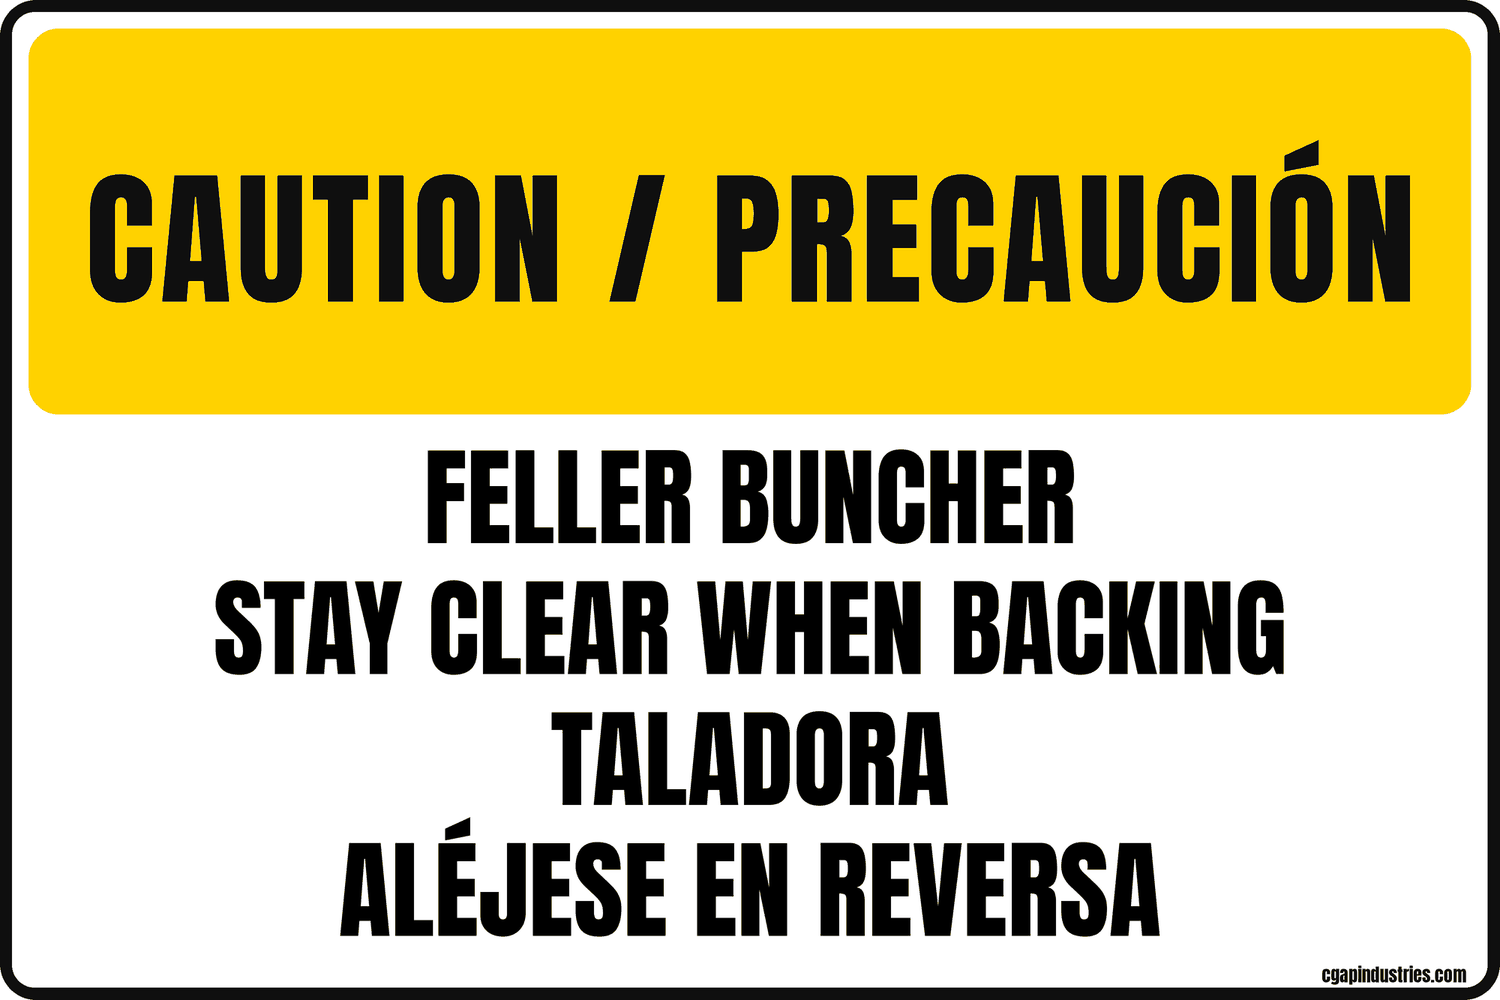 CAUTION / PRECAUCIÓN
FELLER BUNCHER
STAY CLEAR WHEN BACKING
TALADORA
ALÉJESE EN REVERSA
cgapindustries.com